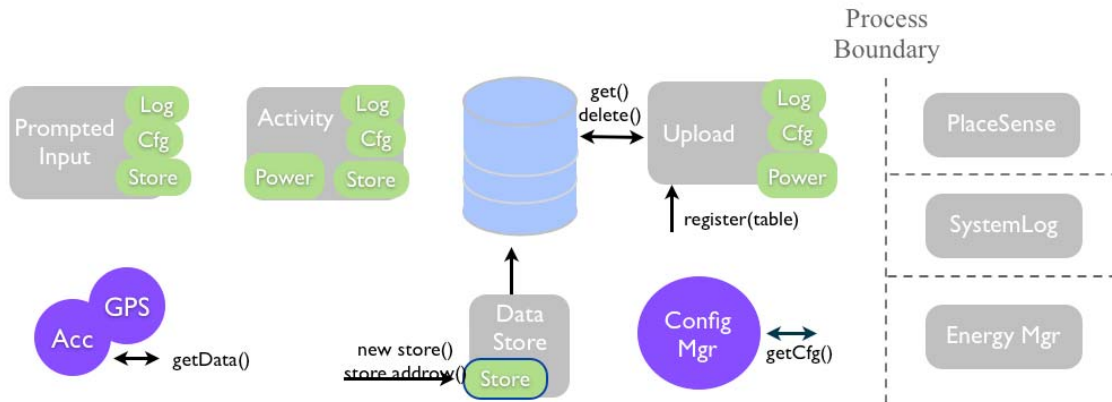 Process
Boundary
Prompted
Input
Log
Cfg
Store
Activity
Log
Cfg
Power
Store
get()
delete()
Upload
Log
Cfg
Power
register(table)
PlaceSense
SystemLog
Energy Mgr
GPS
Acc
getData()
new store()
store.addrow()
Data
Store
Store
Config
Mgr
getCfg()